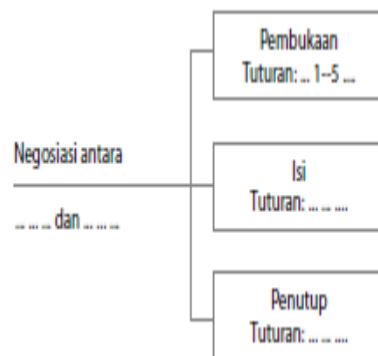 Pembukaan
Tuturan: ... 1--5 ....
Negosiasi antara
... ... ... dan ... ... ...
Isi
Tuturan: ... ... ....
Penutup
Tuturan: ... ... ....